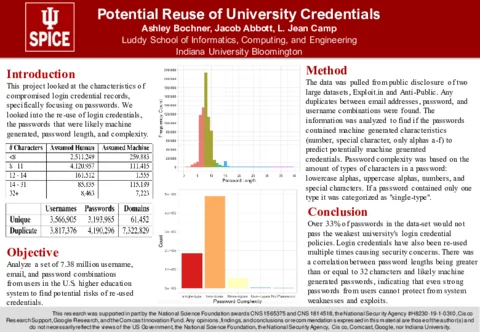 Potential Reuse of University Credentials
Ashley Bochner, Jacob Abbott, L. Jean Camp
Luddy School of Informatics, Computing, and Engineering
Indiana University Bloomington
SPICE
Introduction
This project looked at the characteristics of
compromised login credential records,
specifically focusing on passwords. We
looked into the re-use of login credentials,
the passwords that were likely machine
generated, password length, and complexity.
# Characters Assumed Human Assumed Machine
<8 2,511,249 259,883
8 - 11 4,120,957 111,405
12 - 14 161,512 1,555
14 - 31 85,835 115,189
32+ 8,463 7,223
Usernames Passwords Domains
Unique 3,566,905 3,193,985 61,452
Duplicate 3,817,376 4,190,296 7,322,829
Objective
Analyze a set of 7.38 million username,
email, and password combinations
from users in the U.S. higher education
system to find potential risks of re-used
credentials.
Frequency Count
Password Length
Count
Password Complexity
Method
The data was pulled from public disclosure of two
large datasets, Exploit.in and Anti-Public. Any
duplicates between email addresses, password, and
username combinations were found. The
information was analyzed to find if the passwords
contained machine generated characteristics
(number, special character, only alphas a-f) to
predict potentially machine generated
credentials. Password complexity was based on the
amount of types of characters in a password:
lowercase alphas, uppercase alphas, numbers, and
special characters. If a password contained only one
type it was categorized as "single-type".
Conclusion
Over 33% of passwords in the data-set would not
pass the weakest university's login credential
policies. Login credentials have also been re-used
multiple times causing security concerns. There was
a correlation between password lengths being greater
than or equal to 32 characters and likely machine
generated passwords, indicating that even strong
passwords from users cannot protect from system
weaknesses and exploits.
This research was supported in part by the National Science Foundation awards CNS 1565375 and CNS 1814518, the National Security Agency #H8230-19-1-0310, Cisco
Research Support, Google Research, and the Comcast Innovation Fund. Any opinions, findings, and conclusions or recommendations expressed in this material are those of the author(s) and
do not necessarily reflect the views of the US Government, the National Science Foundation, the National Security Agency, Cisco, Comcast, Google, nor Indiana University.